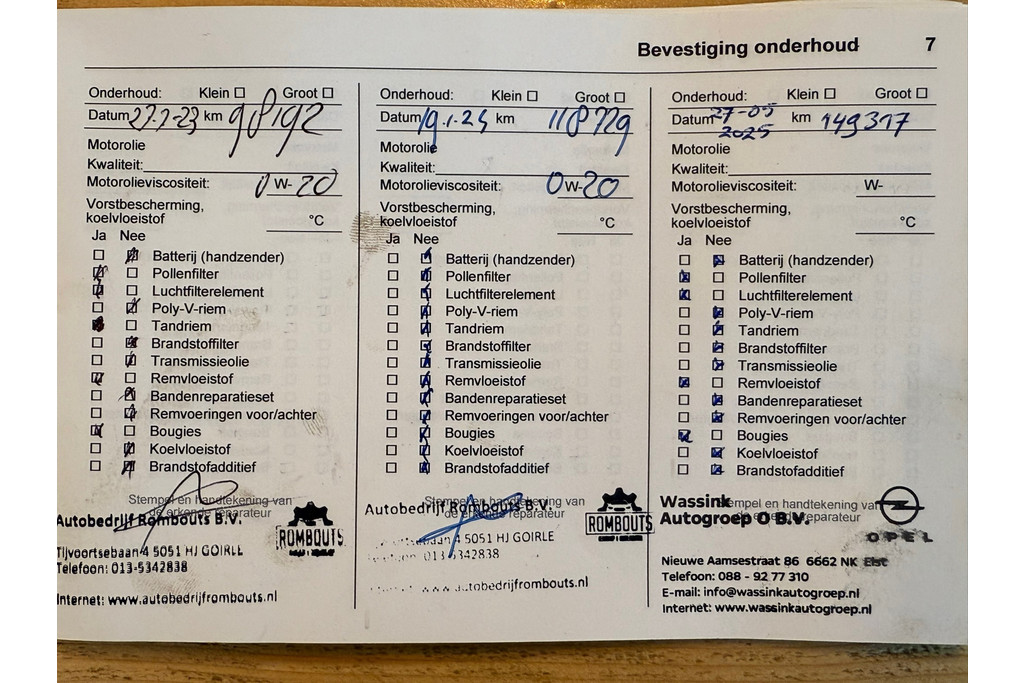 Bevestiging onderhoud 7
Onderhoud: Klein Groot
Datum 27-2-23 km 98192
Motorolie
Kwaliteit:
Motorolieviscositeit: 0 W- 20
Vorstbescherming,
koelvloeistof °C
Ja Nee
Batterij (handzender)
Pollenfilter
Luchtfilterelement
Poly-V-riem
Tandriem
Brandstoffilter
Transmissieolie
Remvloeistof
Bandenreparatieset
Remvoeringen voor/achter
Bougies
Koelvloeistof
Brandstofadditief
Stempel en handtekening van
de erkende reparateur
Autobedrijf Rombouts B.V.
ROMBOUTS
Tijvoortsebaan 4 5051 HJ GOIRLE
Telefoon: 013-5342838
Internet: www.autobedrijfrombouts.nl
Onderhoud: Klein Groot
Datum 19.1.24 km 118729
Motorolie
Kwaliteit:
Motorolieviscositeit: 0 W- 20
Vorstbescherming,
koelvloeistof °C
Ja Nee
Batterij (handzender)
Pollenfilter
Luchtfilterelement
Poly-V-riem
Tandriem
Brandstoffilter
Transmissieolie
Remvloeistof
Bandenreparatieset
Remvoeringen voor/achter
Bougies
Koelvloeistof
Brandstofadditief
Stempel en handtekening van
de erkende reparateur
Autobedrijf Rombouts B.V.
ROMBOUTS
4 5051 HJ GOIRLE
013-5342838
www.autobedrijfrombouts.nl
Onderhoud: Klein Groot
Datum 27-05 2025 km 149317
Motorolie
Kwaliteit:
Motorolieviscositeit: W-
Vorstbescherming,
koelvloeistof °C
Ja Nee
Batterij (handzender)
Pollenfilter
Luchtfilterelement
Poly-V-riem
Tandriem
Brandstoffilter
Transmissieolie
Remvloeistof
Bandenreparatieset
Remvoeringen voor/achter
Bougies
Koelvloeistof
Brandstofadditief
Stempel en handtekening van
de erkende reparateur
Wassink
Autogroep O B.V.
OPEL
Nieuwe Aamsestraat 86 6662 NK Elst
Telefoon: 088 - 92 77 310
E-mail: info@wassinkautogroep.nl
Internet: www.wassinkautogroep.nl